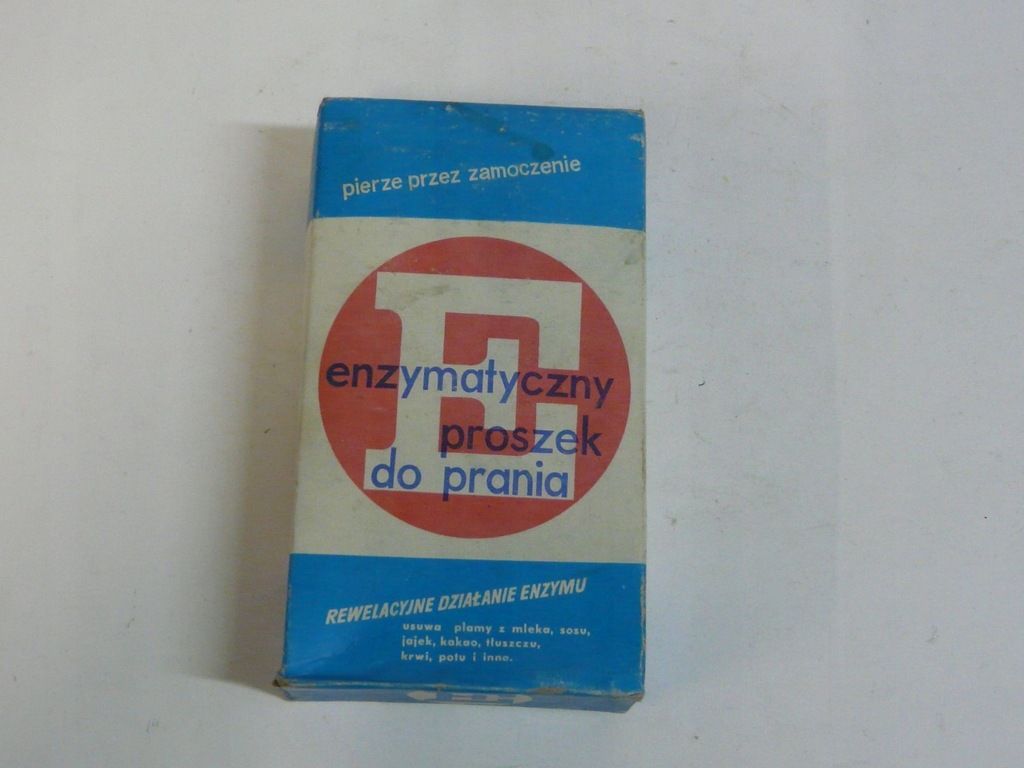 pierze przez zamoczenie
E
enzymatyczny
proszek
do prania
REWELACYJNE DZIAŁANIE ENZYMU
usuwa plamy z mleka, sosu,
jajek, kakao, tłuszczu,
krwi, potu i inne.